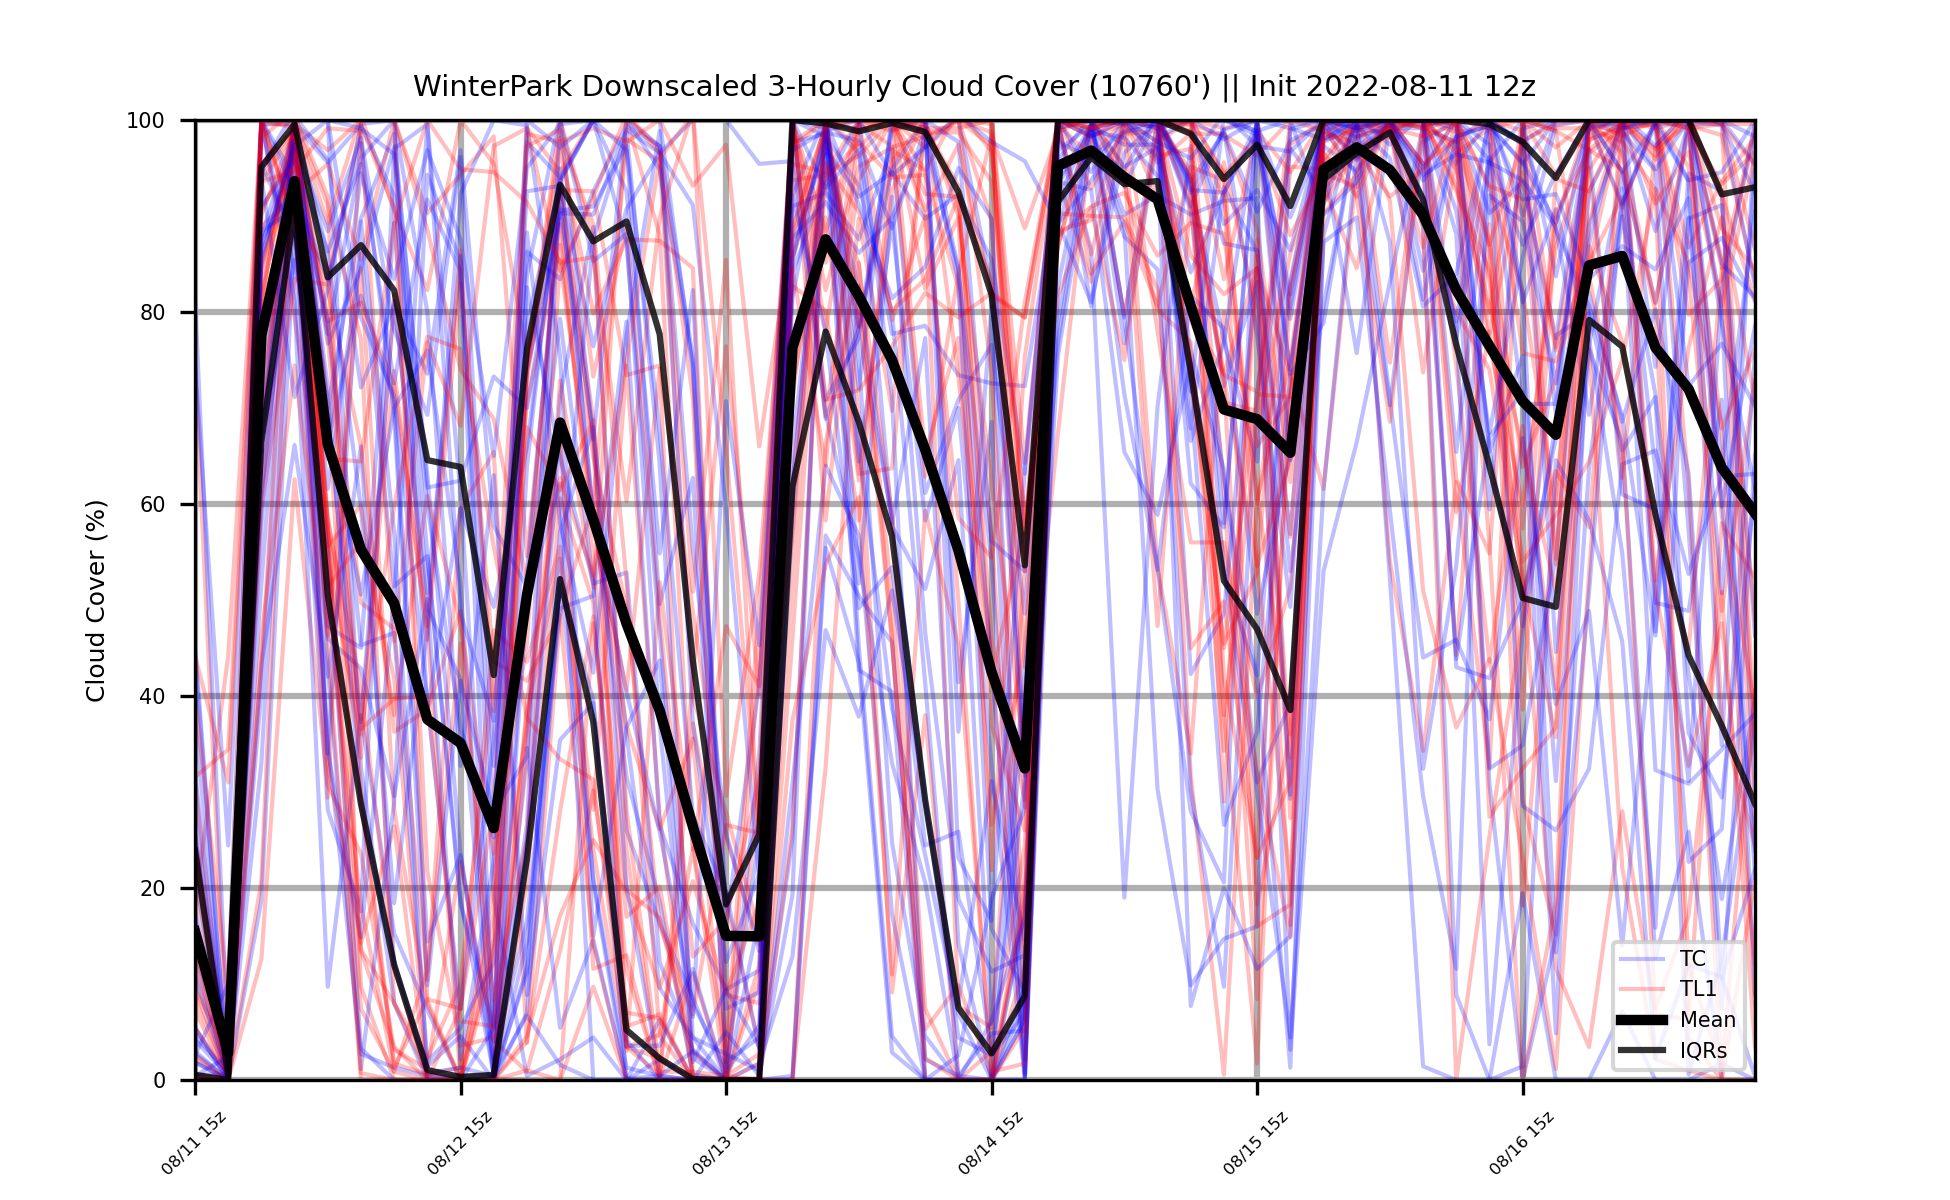 WinterPark Downscaled 3-Hourly Cloud Cover (10760') || Init 2022-08-11 12z
Cloud Cover (%)
100
80
60
40
20
0
TC
TL1
Mean
IQRs
08/11 15z
08/12 15z
08/13 15z
08/14 15z
08/15 15z
08/16 15z